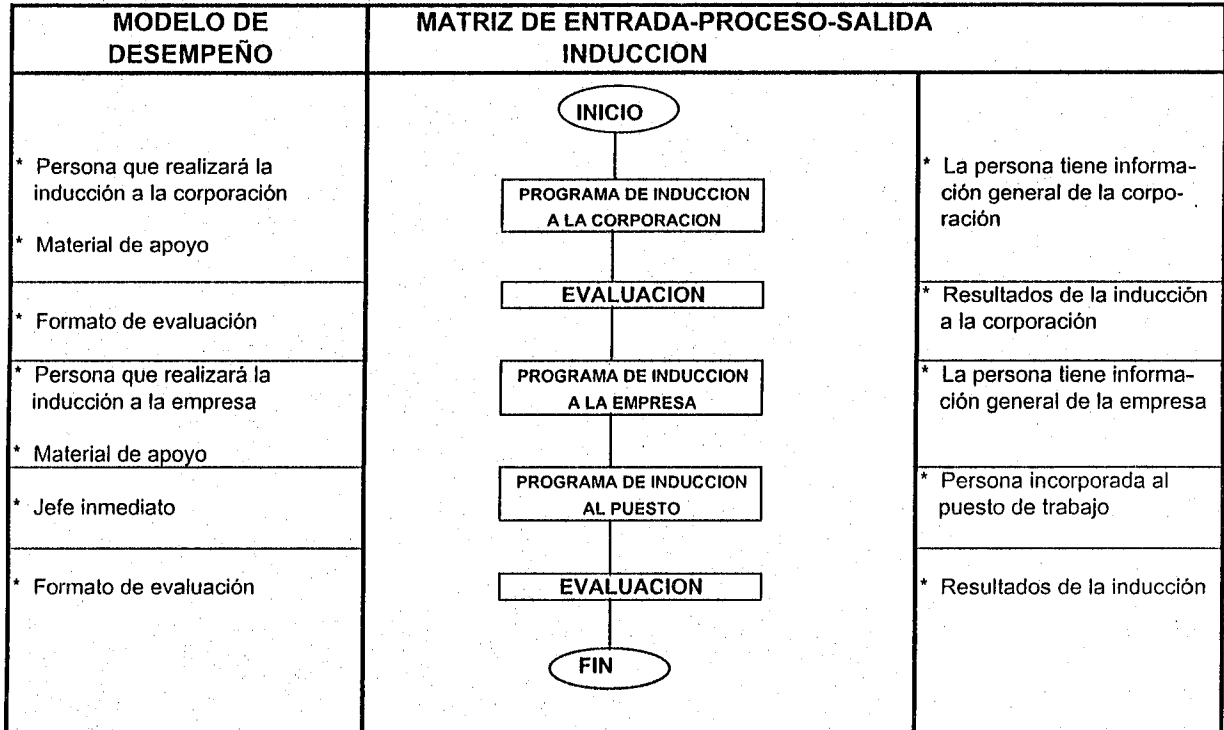 MODELO DE
DESEMPEÑO
MATRIZ DE ENTRADA-PROCESO-SALIDA
INDUCCION
INICIO
* Persona que realizará la
inducción a la corporación
* Material de apoyo
PROGRAMA DE INDUCCION
A LA CORPORACION
* La persona tiene informa-
ción general de la corpo-
ración
* Formato de evaluación
EVALUACION
* Resultados de la inducción
a la corporación
* Persona que realizará la
inducción a la empresa
* Material de apoyo
PROGRAMA DE INDUCCION
A LA EMPRESA
* La persona tiene informa-
ción general de la empresa
* Jefe inmediato
PROGRAMA DE INDUCCION
AL PUESTO
* Persona incorporada al
puesto de trabajo
* Formato de evaluación
EVALUACION
* Resultados de la inducción
FIN